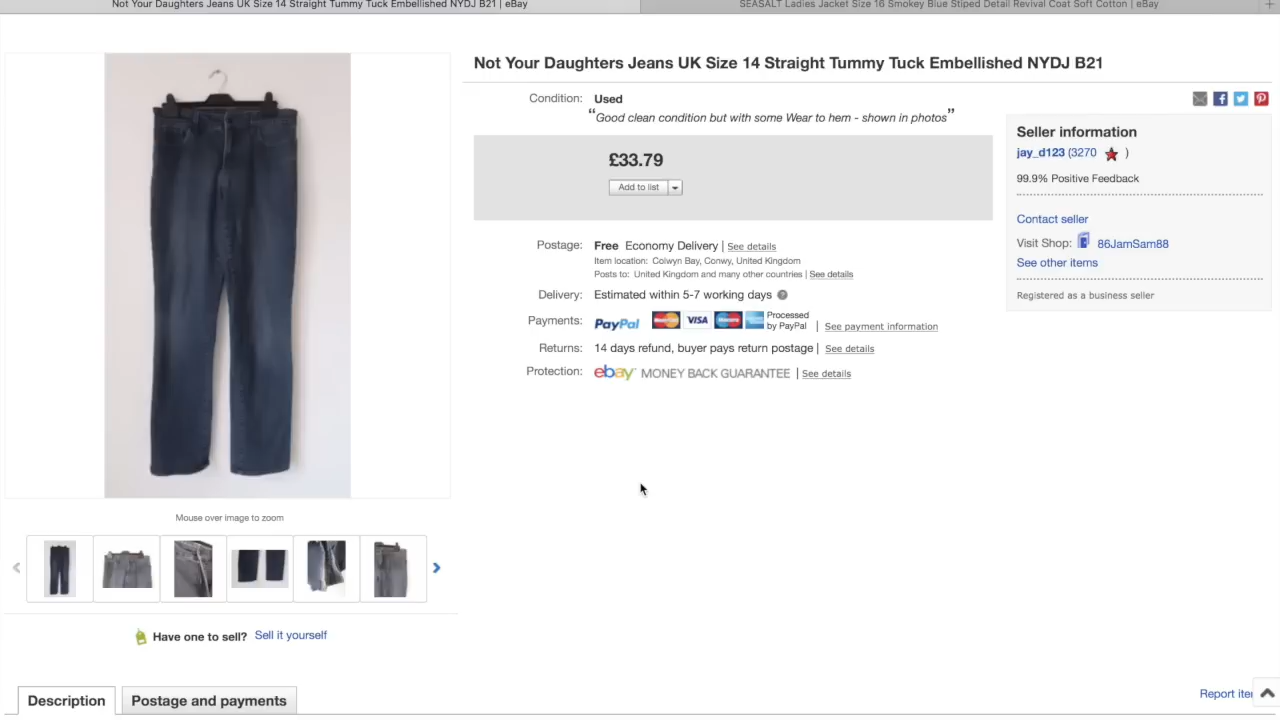 Not Your Daughters Jeans UK Size 14 Straight Tummy Tuck Embellished NYDJ B21 | eBay
SEASALT Ladies Jacket Size 16 Smokey Blue Stiped Detail Revival Coat Soft Cotton | eBay
Not Your Daughters Jeans UK Size 14 Straight Tummy Tuck Embellished NYDJ B21
Condition: Used
“Good clean condition but with some Wear to hem - shown in photos”
£33.79
Add to list
Postage: Free Economy Delivery | See details
Item location: Colwyn Bay, Conwy, United Kingdom
Posts to: United Kingdom and many other countries | See details
Delivery: Estimated within 5-7 working days
Payments: PayPal VISA Processed by PayPal | See payment information
Returns: 14 days refund, buyer pays return postage | See details
Protection: ebay MONEY BACK GUARANTEE | See details
Seller information
jay_d123 (3270 )
99.9% Positive Feedback
Contact seller
Visit Shop: 86JamSam88
See other items
Registered as a business seller
Mouse over image to zoom
Have one to sell? Sell it yourself
Description
Postage and payments
Report